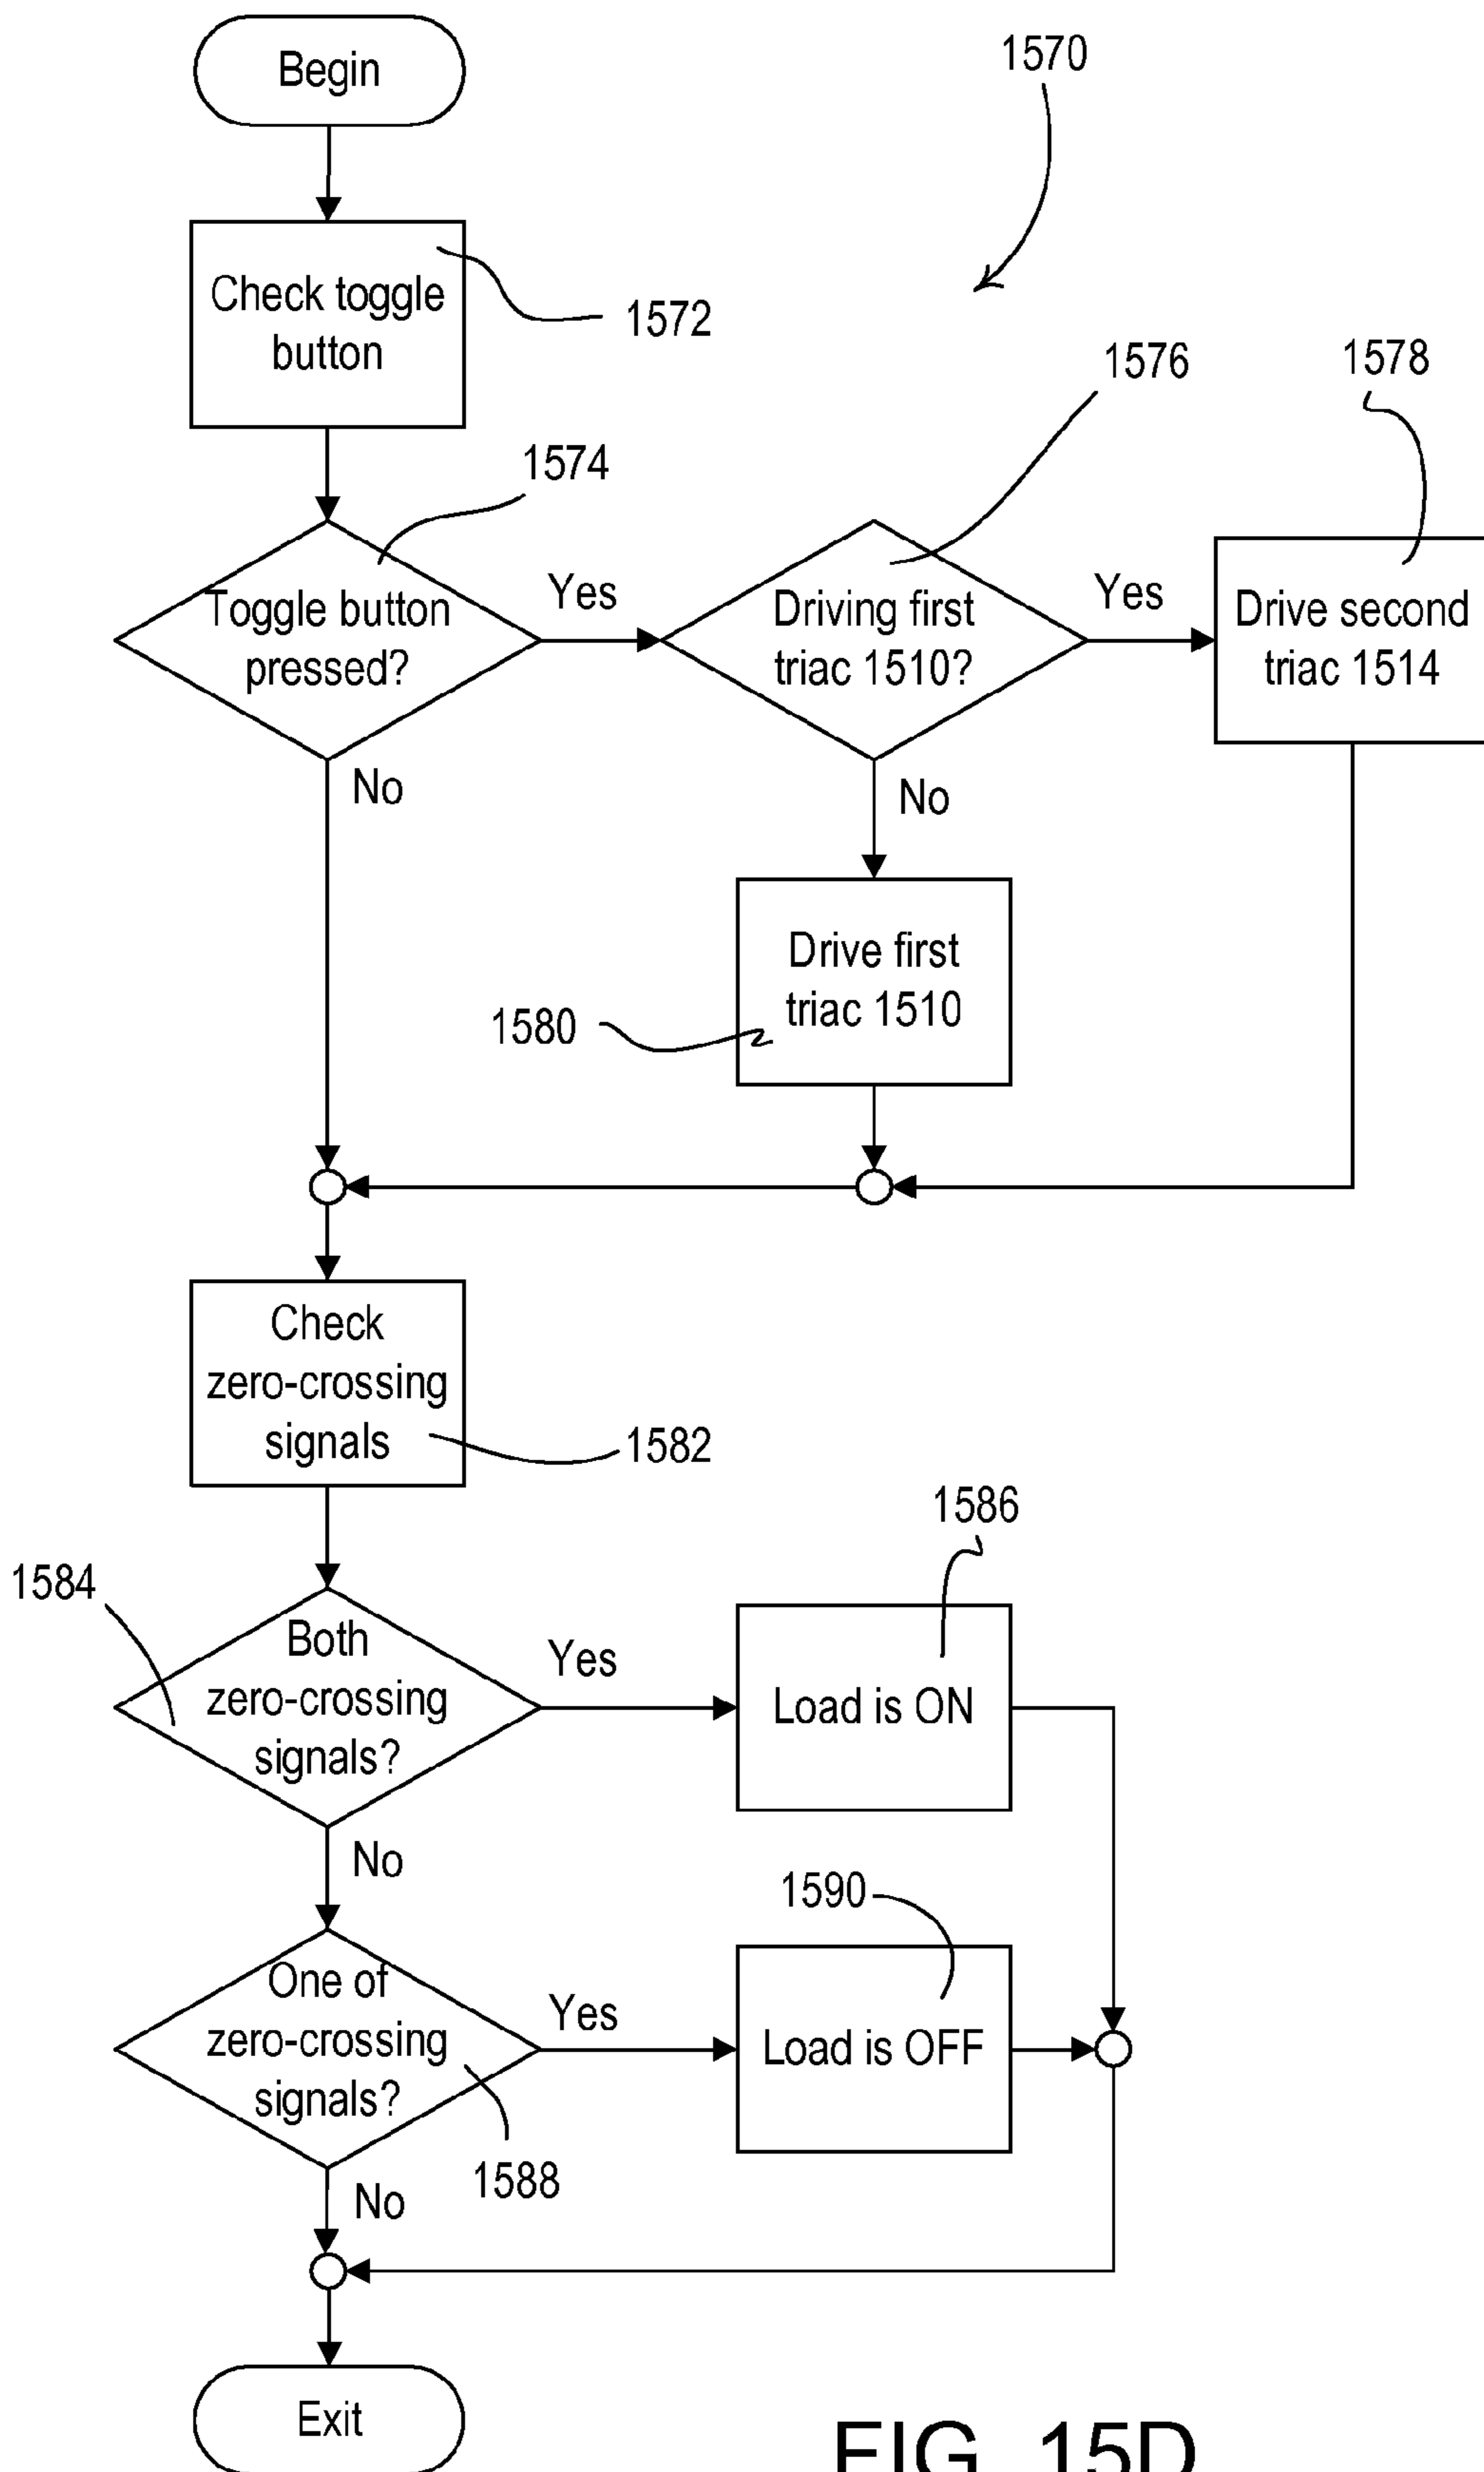 Begin
1570
Check toggle
button
1572
1576
1578
1574
Toggle button
pressed?
Yes
Driving first
triac 1510?
Yes
Drive second
triac 1514
No
No
Drive first
triac 1510
1580
Check
zero-crossing
signals
1582
1586
1584
Both
zero-crossing
signals?
Yes
Load is ON
No
1590
One of
zero-crossing
signals?
Yes
Load is OFF
1588
No
Exit
FIG. 15D